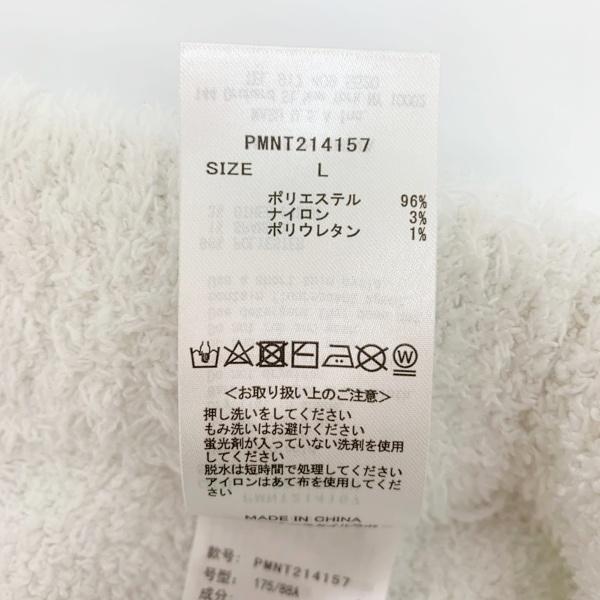 PMNT214157
SIZE L
ポリエステル 96%
ナイロン 3%
ポリウレタン 1%
W
<お取り扱い上のご注意>
押し洗いをしてください
もみ洗いはお避けください
蛍光剤が入っていない洗剤を使用
してください
脱水は短時間で処理してください
アイロンはあて布を使用してくだ
さい
MADE IN CHINA
款号: PMNT214157
号型: 175/88A
成分: